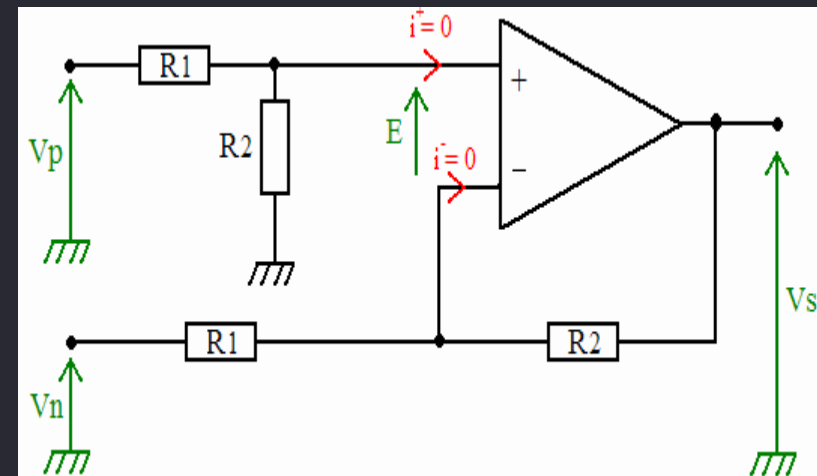 i⁺=0
R1
+
Vp
R2
E
i⁻=0
−
Vs
R1
R2
Vn